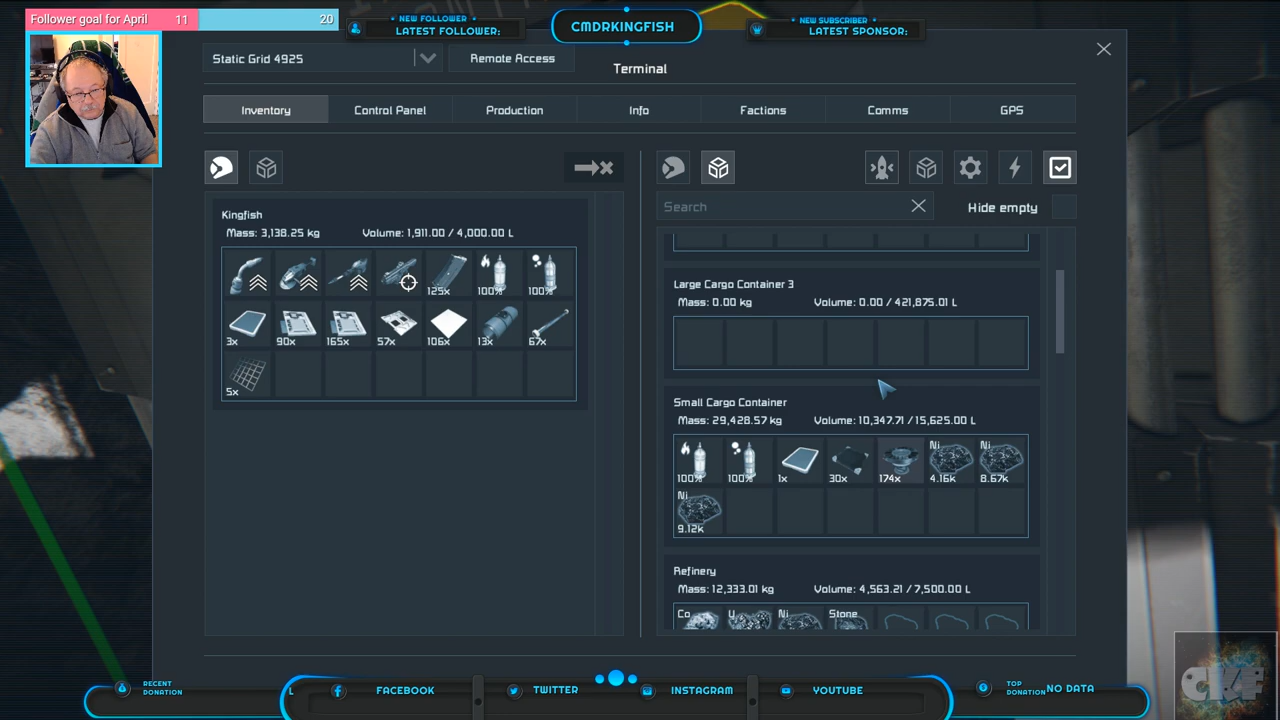 Follower goal for April 11 20
NEW FOLLOWER
LATEST FOLLOWER:
CMDRKINGFISH
NEW SUBSCRIBER
LATEST SPONSOR:
Static Grid 4925
Remote Access
Terminal
Inventory
Control Panel
Production
Info
Factions
Comms
GPS
Search
Hide empty
Kingfish
Mass: 3,138.25 kg Volume: 1,911.00 / 4,000.00 L
125x 100% 100%
3x 90x 165x 57x 106x 13x 67x
5x
Large Cargo Container 3
Mass: 0.00 kg Volume: 0.00 / 421,875.01 L
Small Cargo Container
Mass: 29,428.57 kg Volume: 10,347.71 / 15,625.00 L
Ni Ni
100% 100% 1x 30x 174x 4.16k 8.67k
Ni
9.12k
Refinery
Mass: 12,333.01 kg Volume: 4,563.21 / 7,500.00 L
Co U Ni Stone
RECENT
DONATION
L
FACEBOOK
TWITTER
INSTAGRAM
YOUTUBE
TOP
DONATION NO DATA
CKF